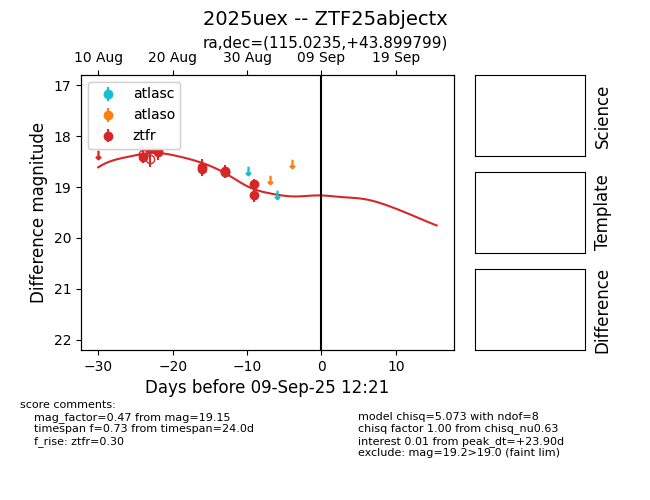 2025uex -- ZTF25abjectx
ra,dec=(115.0235,+43.899799)
10 Aug 20 Aug 30 Aug 09 Sep 19 Sep
17
18
19
20
21
22
Difference magnitude
atlasc
atlaso
ztfr
−30 −20 −10 0 10
Days before 09-Sep-25 12:21
Science
Template
Difference
score comments:
mag_factor=0.47 from mag=19.15
timespan f=0.73 from timespan=24.0d
f_rise: ztfr=0.30
model chisq=5.073 with ndof=8
chisq factor 1.00 from chisq_nu0.63
interest 0.01 from peak_dt=+23.90d
exclude: mag=19.2>19.0 (faint lim)